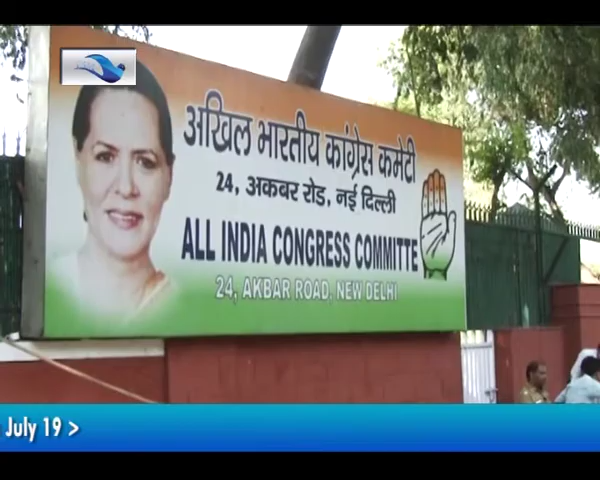 अखिल भारतीय कांग्रेस कमेटी
24, अकबर रोड, नई दिल्ली
ALL INDIA CONGRESS COMMITTE
24, AKBAR ROAD, NEW DELHI
July 19 >